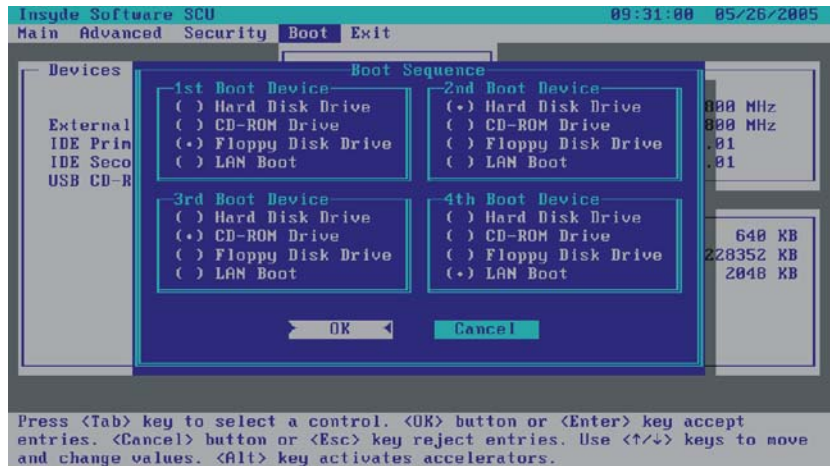 Insyde Software SCU 09:31:00 05/26/2005
Main Advanced Security Boot Exit
Devices
Boot Sequence
1st Boot Device
( ) Hard Disk Drive
( ) CD-ROM Drive
(•) Floppy Disk Drive
( ) LAN Boot
2nd Boot Device
(•) Hard Disk Drive
( ) CD-ROM Drive
( ) Floppy Disk Drive
( ) LAN Boot
External
IDE Prim
IDE Seco
USB CD-R
800 MHz
800 MHz
.01
.01
3rd Boot Device
( ) Hard Disk Drive
(•) CD-ROM Drive
( ) Floppy Disk Drive
( ) LAN Boot
4th Boot Device
( ) Hard Disk Drive
( ) CD-ROM Drive
( ) Floppy Disk Drive
(•) LAN Boot
640 KB
228352 KB
2048 KB
OK
Cancel
Press <Tab> key to select a control. <OK> button or <Enter> key accept
entries. <Cancel> button or <Esc> key reject entries. Use <↑/↓> keys to move
and change values. <Alt> key activates accelerators.